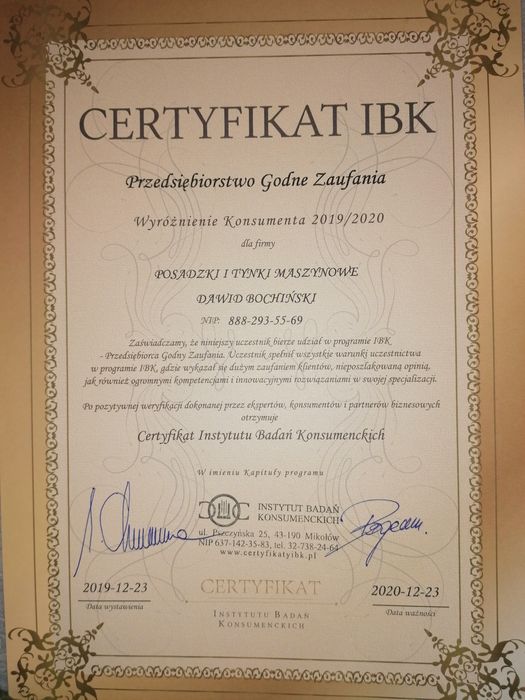 CERTYFIKAT IBK
Przedsiębiorstwo Godne Zaufania
Wyróżnienie Konsumenta 2019/2020
dla firmy
POSADZKI I TYNKI MASZYNOWE
DAWID BOCHIŃSKI
NIP: 888-293-55-69
Zaświadczamy, że niniejszy uczestnik bierze udział w programie IBK
- Przedsiębiorca Godny Zaufania. Uczestnik spełnił wszystkie warunki uczestnictwa
w programie IBK, gdzie wykazał się dużym zaufaniem klientów, nieposzlakowaną opinią,
jak również ogromnymi kompetencjami i innowacyjnymi rozwiązaniami w swojej specjalizacji.
Po pozytywnej weryfikacji dokonanej przez ekspertów, konsumentów i partnerów biznesowych
otrzymuje
Certyfikat Instytutu Badań Konsumenckich
W imieniu Kapituły programu
INSTYTUT BADAŃ
KONSUMENCKICH
ul. Pszczyńska 25, 43-190 Mikołów
NIP 637-142-35-83, tel. 32-738-24-64
www.certyfikatyibk.pl
2019-12-23
Data wystawienia
CERTYFIKAT
INSTYTUTU BADAŃ
KONSUMENCKICH
2020-12-23
Data ważności